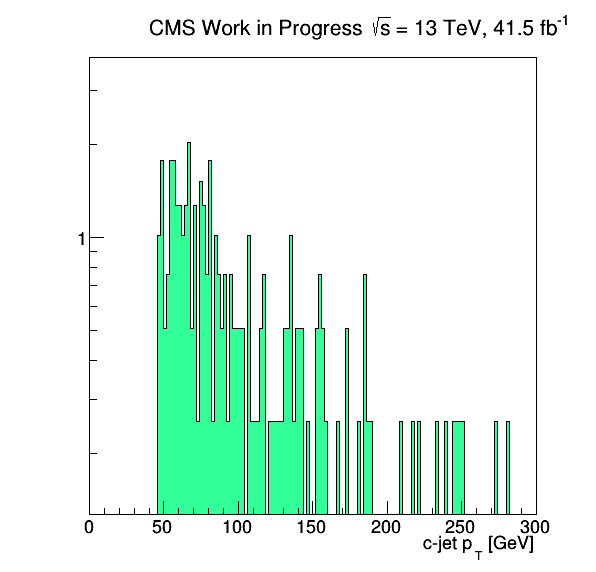 CMS Work in Progress √s = 13 TeV, 41.5 fb⁻¹
1
0 50 100 150 200 250 300
c-jet p_T [GeV]